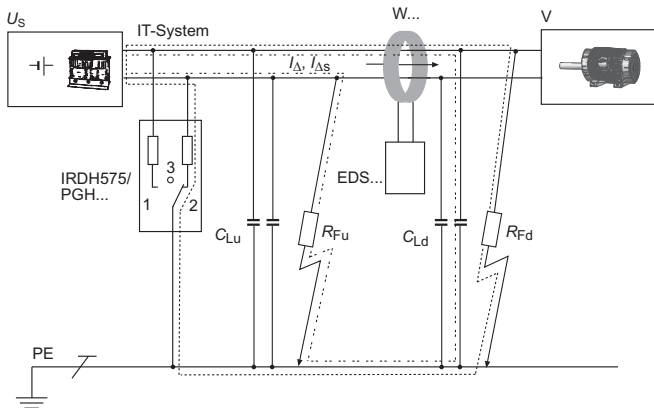 U_S
IT-System
W...
V
I_Δ, I_Δs
IRDH575/
PGH...
3
1
2
EDS...
C_Lu
R_Fu
C_Ld
R_Fd
PE